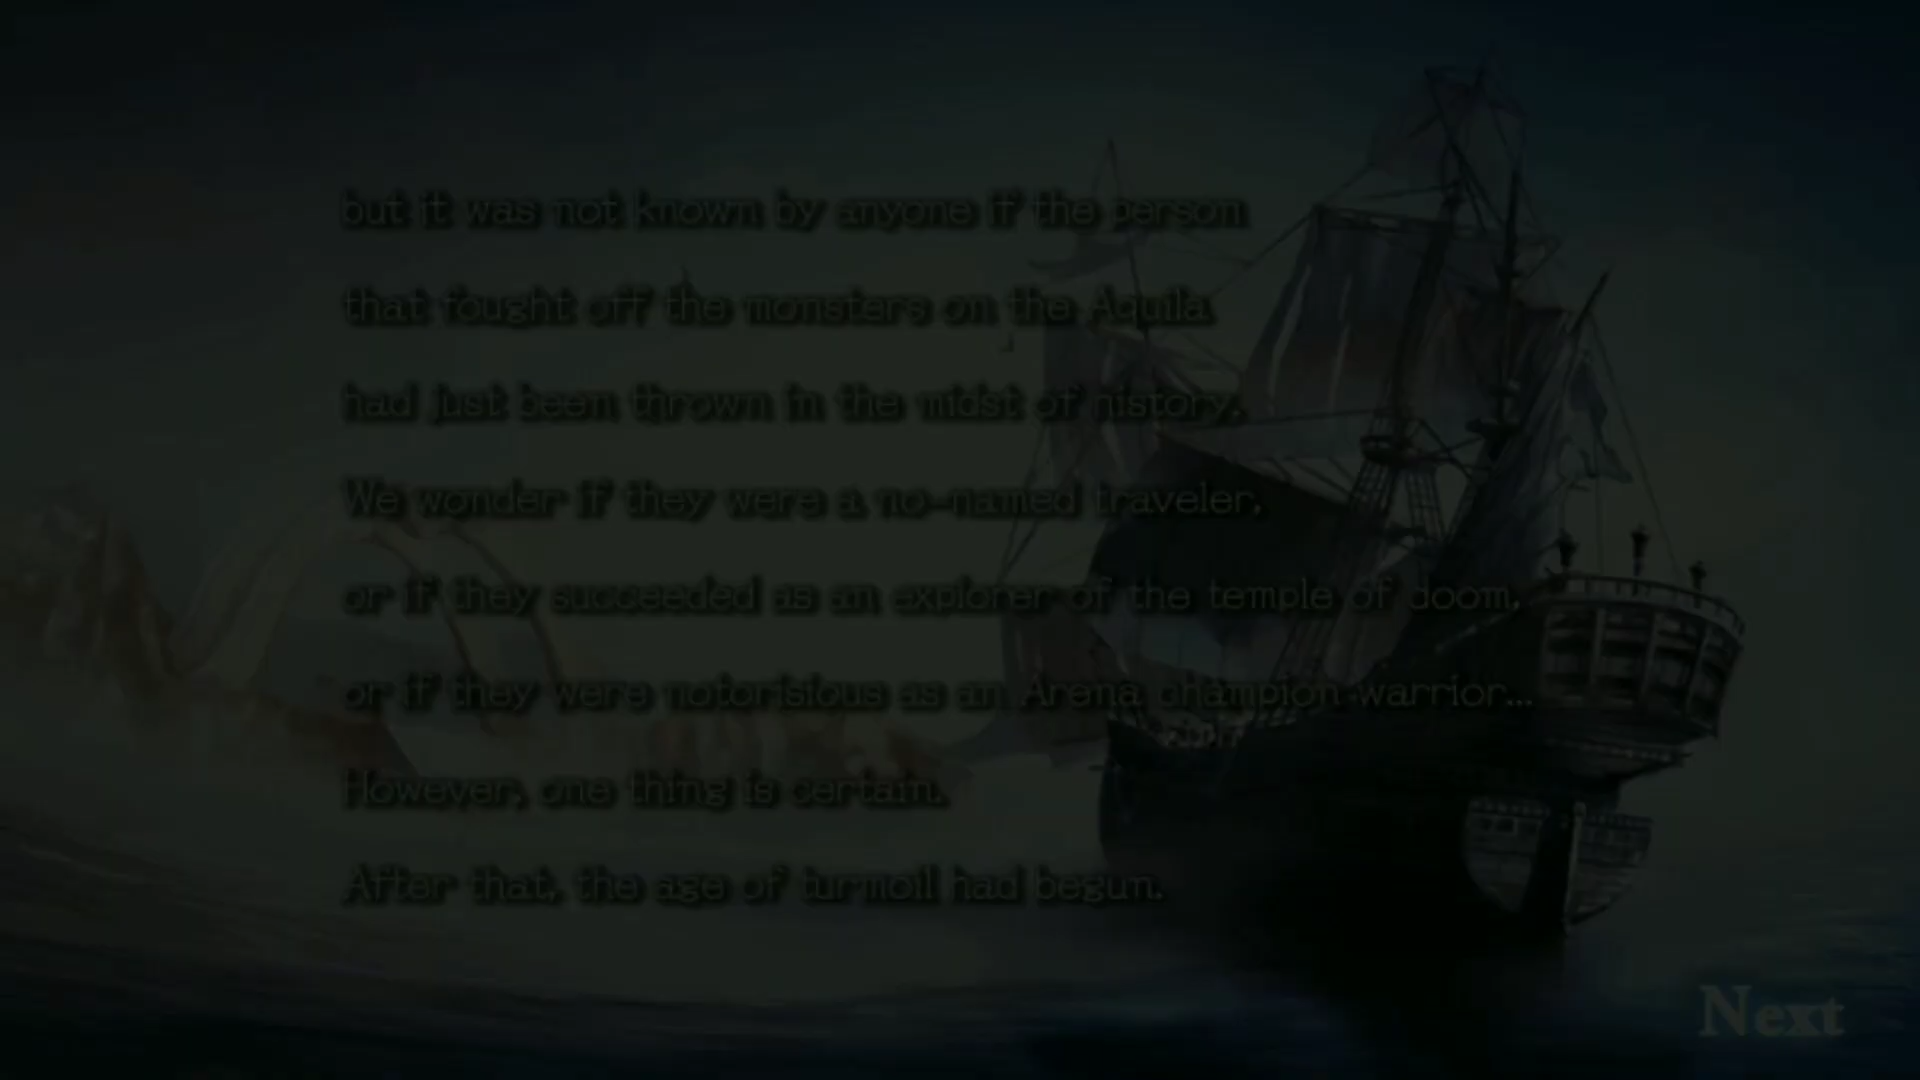 but it was not known by anyone if the person
that fought off the monsters on the Aquila
had just been thrown in the midst of history.
We wonder if they were a no-named traveler,
or if they succeeded as an explorer of the temple of doom,
or if they were notorisious as an Arena champion warrior...
However, one thing is certain.
After that, the age of turmoil had begun.
Next